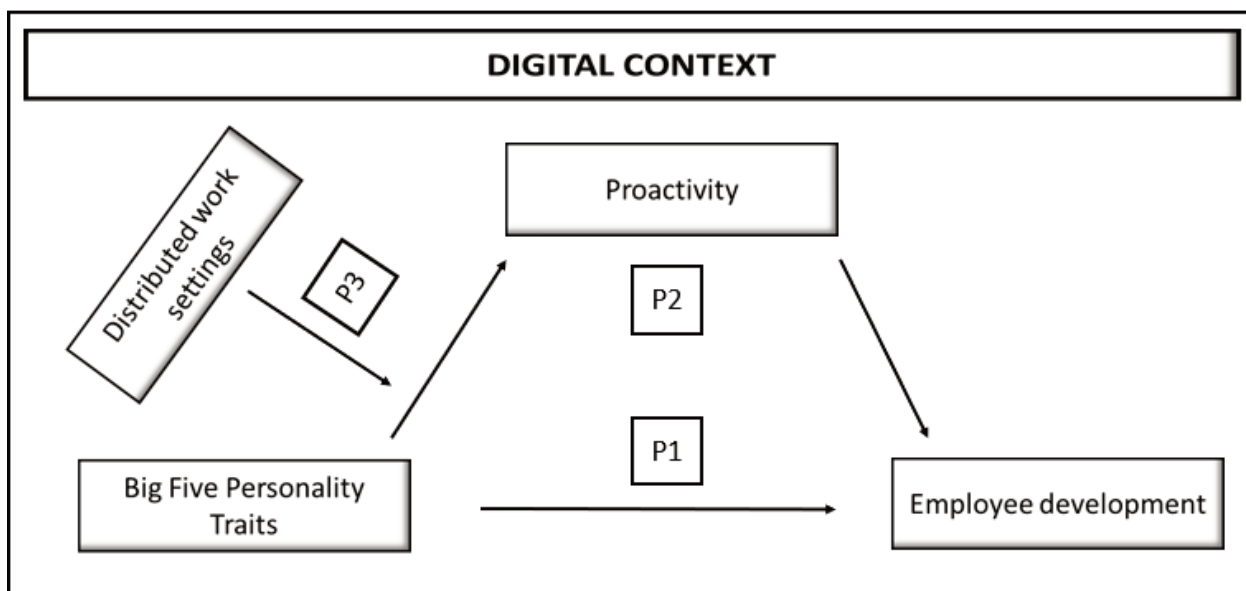 DIGITAL CONTEXT
Proactivity
Distributed work
settings
P3
P2
P1
Big Five Personality
Traits
Employee development